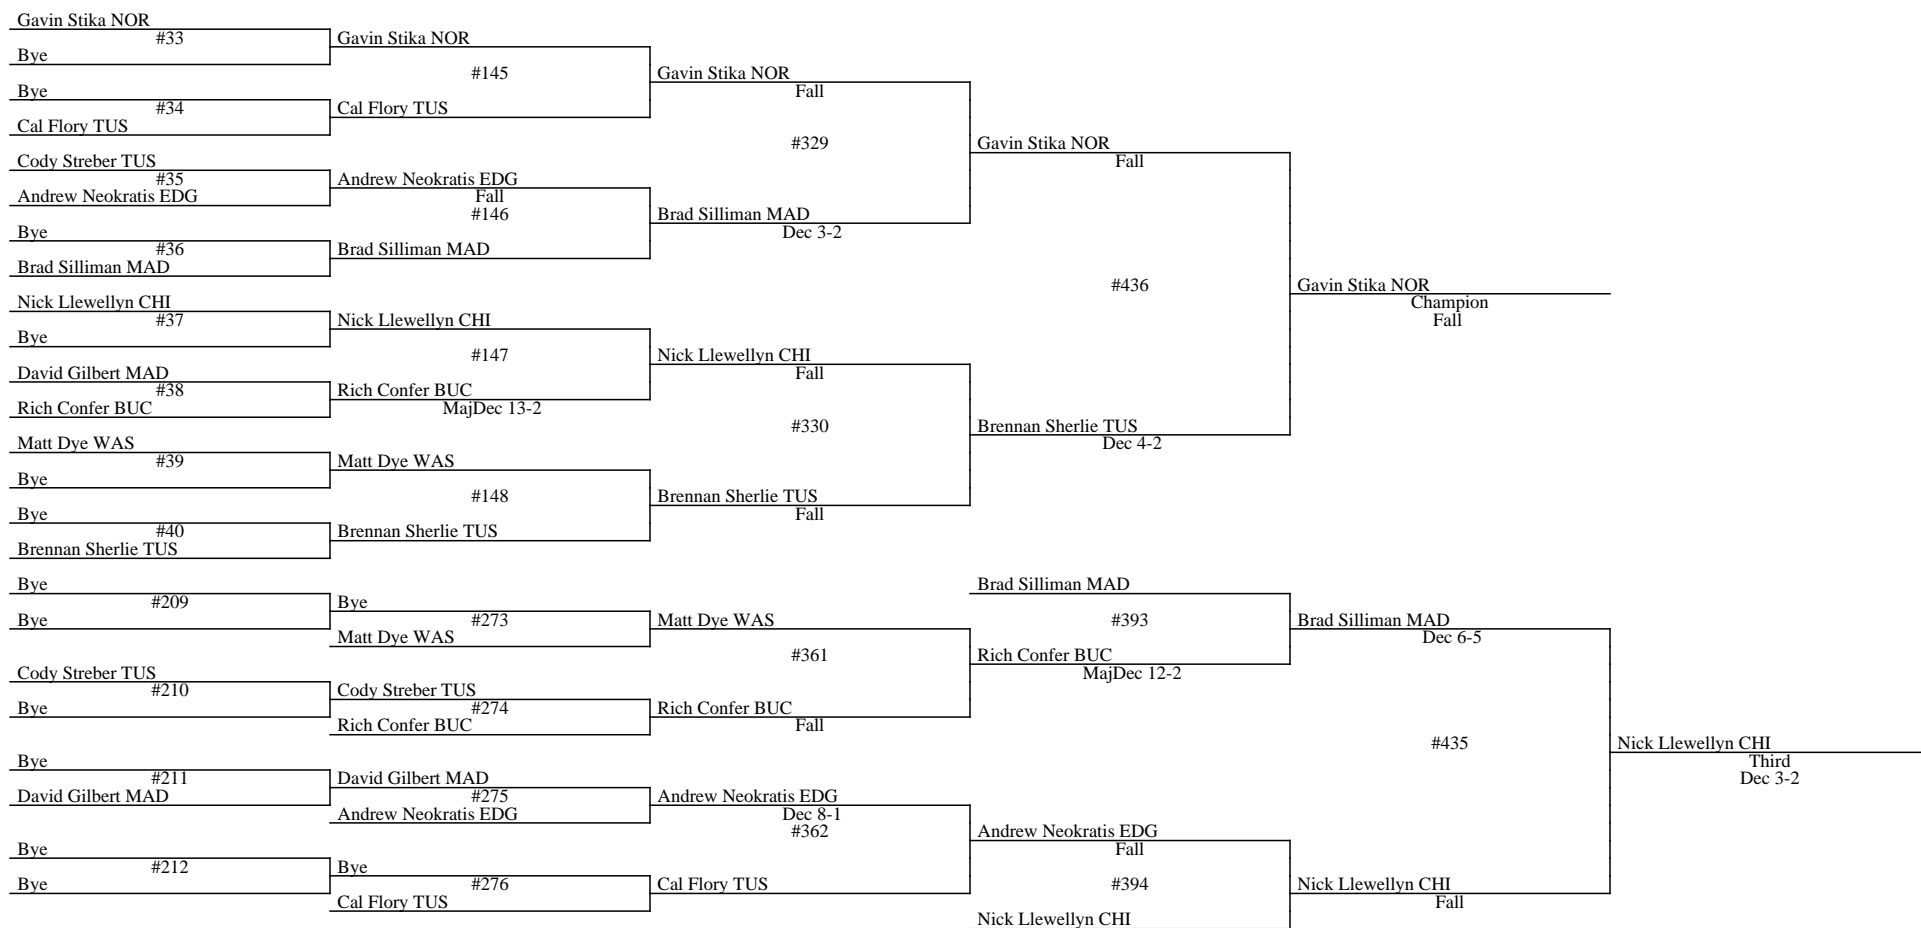 Gavin Stika NOR
#33
Bye
Bye
#34
Cal Flory TUS
Cody Streber TUS
#35
Andrew Neokratis EDG
Bye
#36
Brad Silliman MAD
Nick Llewellyn CHI
#37
Bye
David Gilbert MAD
#38
Rich Confer BUC
Matt Dye WAS
#39
Bye
Bye
#40
Brennan Sherlie TUS
Gavin Stika NOR
#145
Cal Flory TUS
Andrew Neokratis EDG
Fall
#146
Brad Silliman MAD
Nick Llewellyn CHI
#147
Rich Confer BUC
MajDec 13-2
Matt Dye WAS
#148
Brennan Sherlie TUS
Gavin Stika NOR
Fall
#329
Brad Silliman MAD
Dec 3-2
Nick Llewellyn CHI
Fall
#330
Brennan Sherlie TUS
Fall
Gavin Stika NOR
Fall
#436
Brennan Sherlie TUS
Dec 4-2
Gavin Stika NOR
Champion
Fall
Bye
#209
Bye
Cody Streber TUS
#210
Bye
Bye
#211
David Gilbert MAD
Bye
#212
Bye
Bye
#273
Matt Dye WAS
Cody Streber TUS
#274
Rich Confer BUC
David Gilbert MAD
#275
Andrew Neokratis EDG
Bye
#276
Cal Flory TUS
Matt Dye WAS
#361
Rich Confer BUC
Fall
Andrew Neokratis EDG
Dec 8-1
#362
Cal Flory TUS
Brad Silliman MAD
#393
Rich Confer BUC
MajDec 12-2
Andrew Neokratis EDG
Fall
#394
Nick Llewellyn CHI
Brad Silliman MAD
Dec 6-5
#435
Nick Llewellyn CHI
Fall
Nick Llewellyn CHI
Third
Dec 3-2